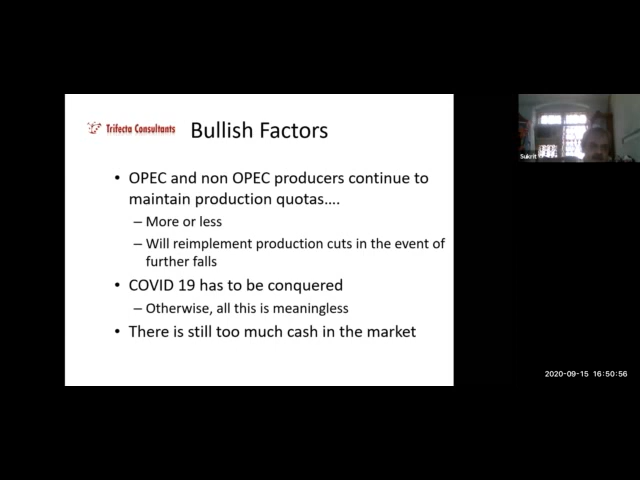 Trifecta Consultants
Bullish Factors
• OPEC and non OPEC producers continue to
maintain production quotas….
– More or less
– Will reimplement production cuts in the event of
further falls
• COVID 19 has to be conquered
– Otherwise, all this is meaningless
• There is still too much cash in the market
Sukrit
2020-09-15 16:50:56